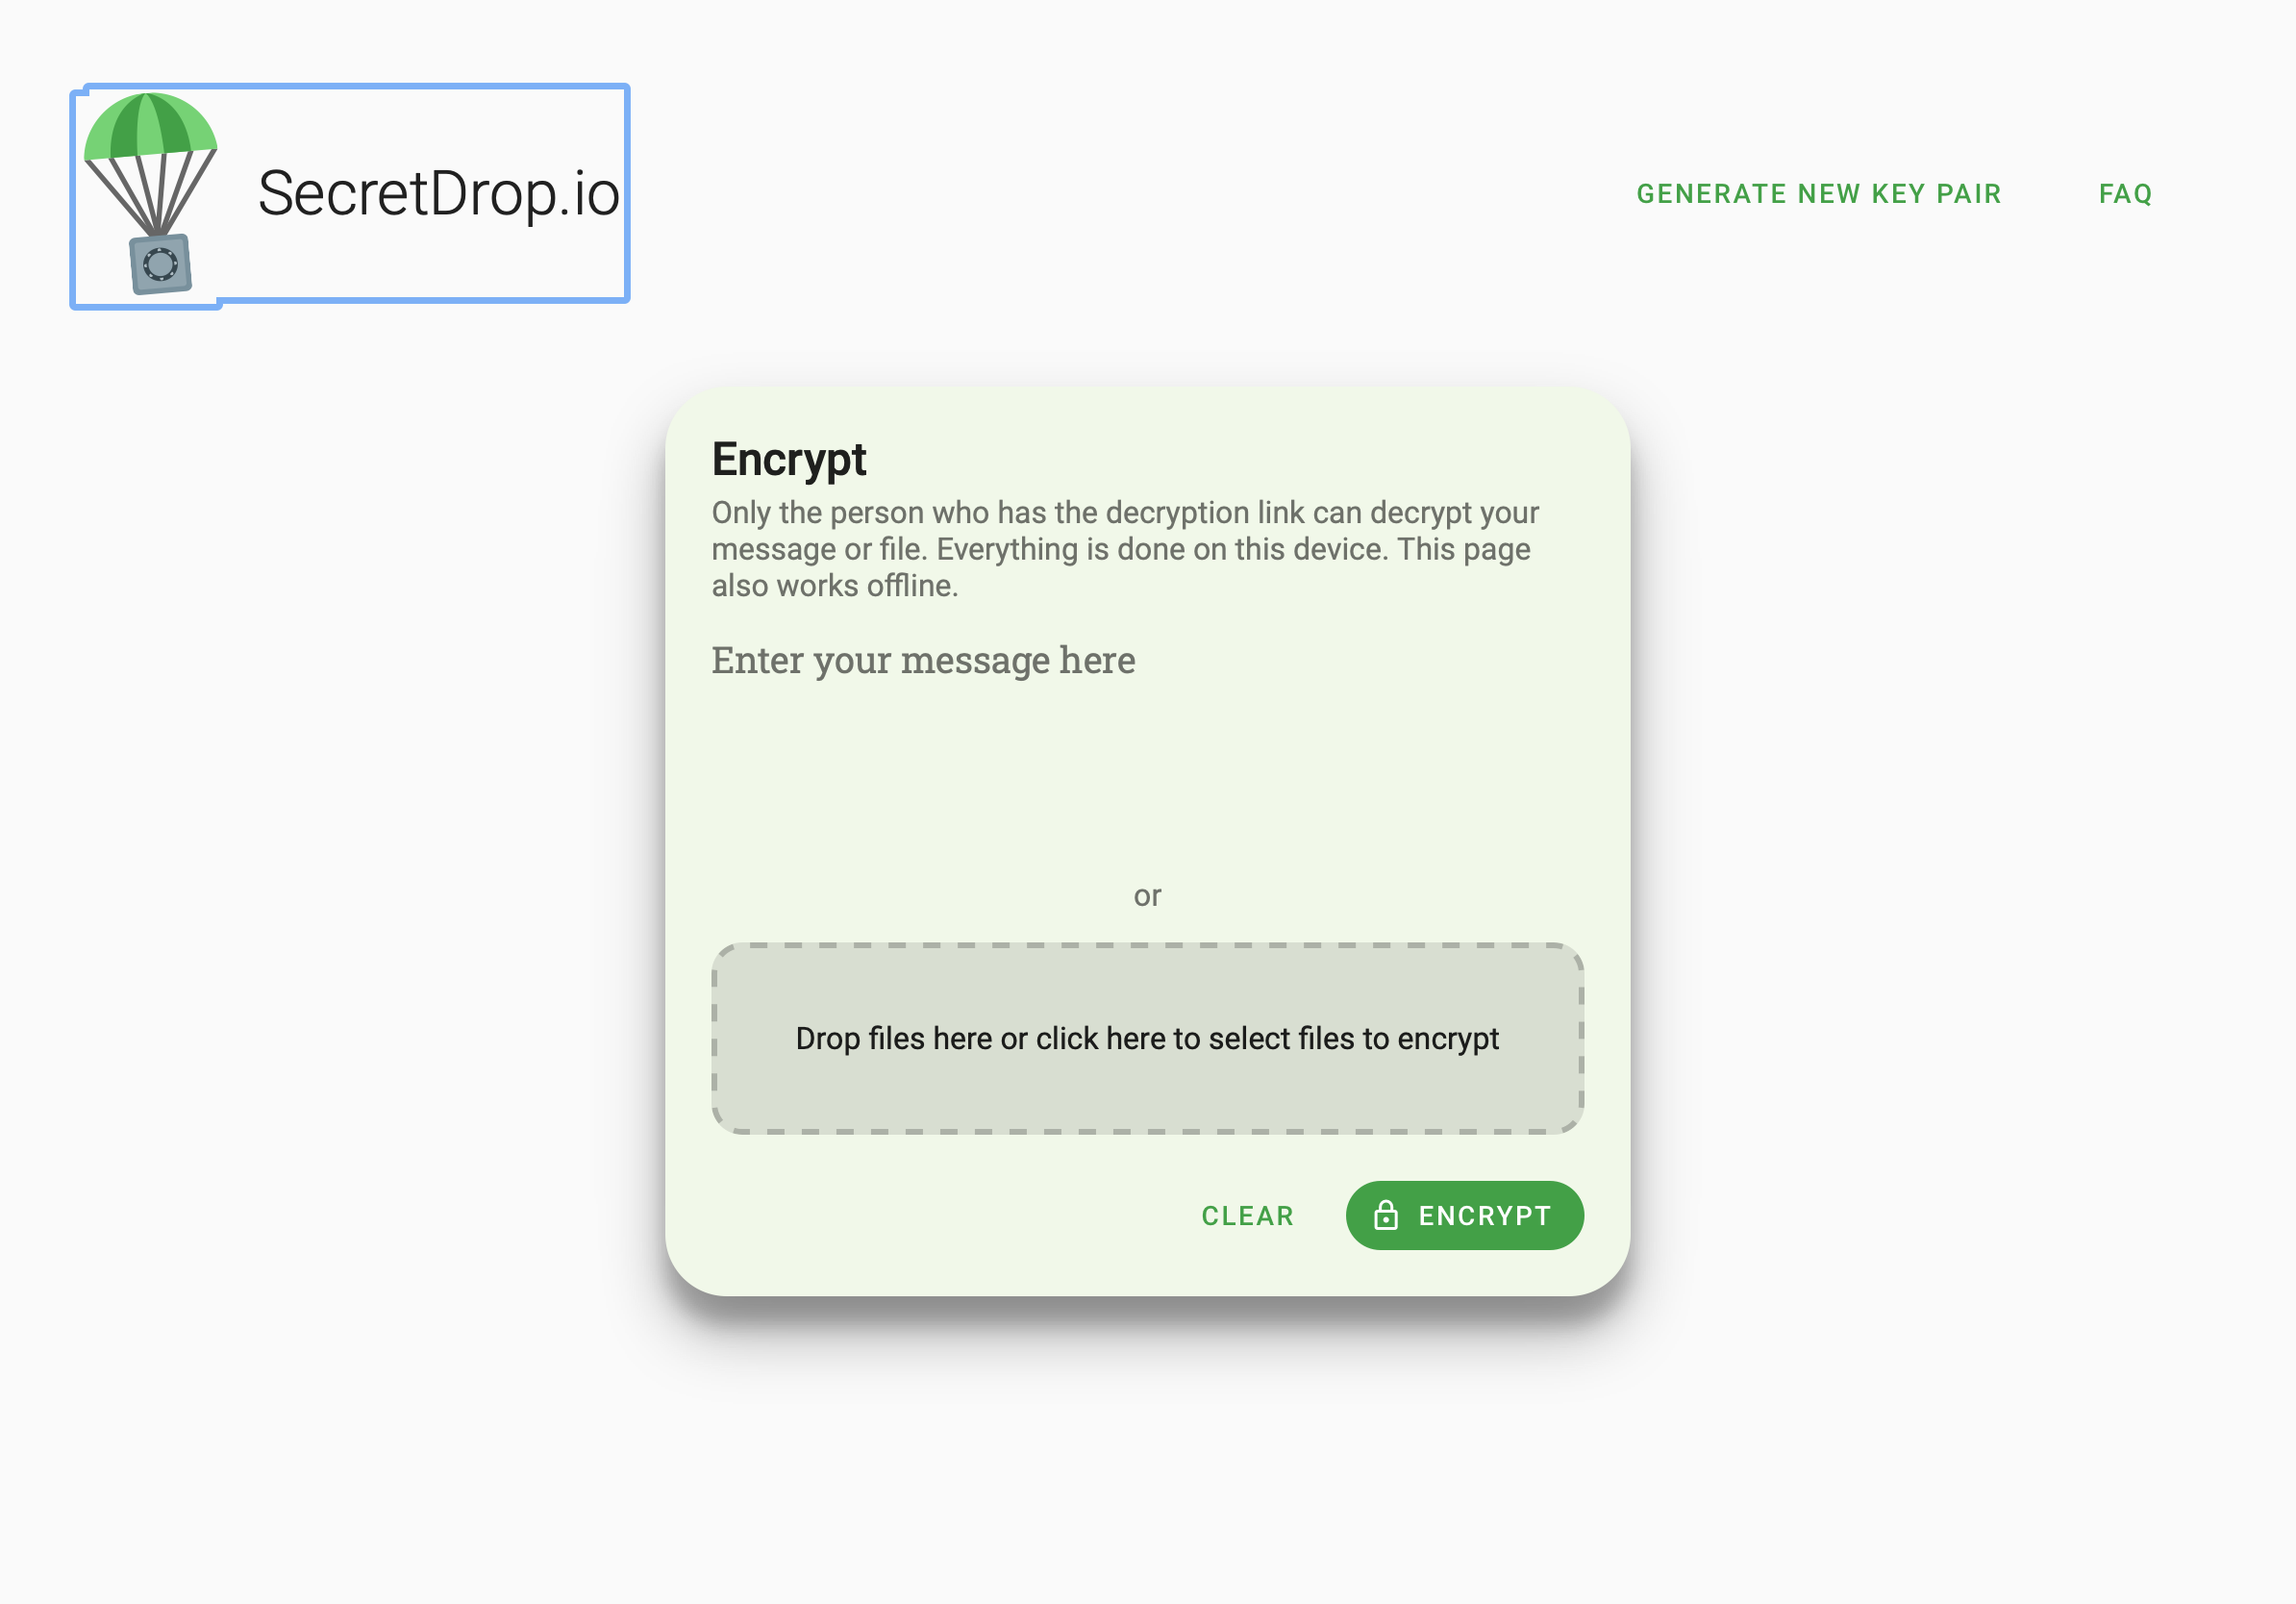 SecretDrop.io
GENERATE NEW KEY PAIR
FAQ
Encrypt
Only the person who has the decryption link can decrypt your
message or file. Everything is done on this device. This page
also works offline.
Enter your message here
or
Drop files here or click here to select files to encrypt
CLEAR
ENCRYPT